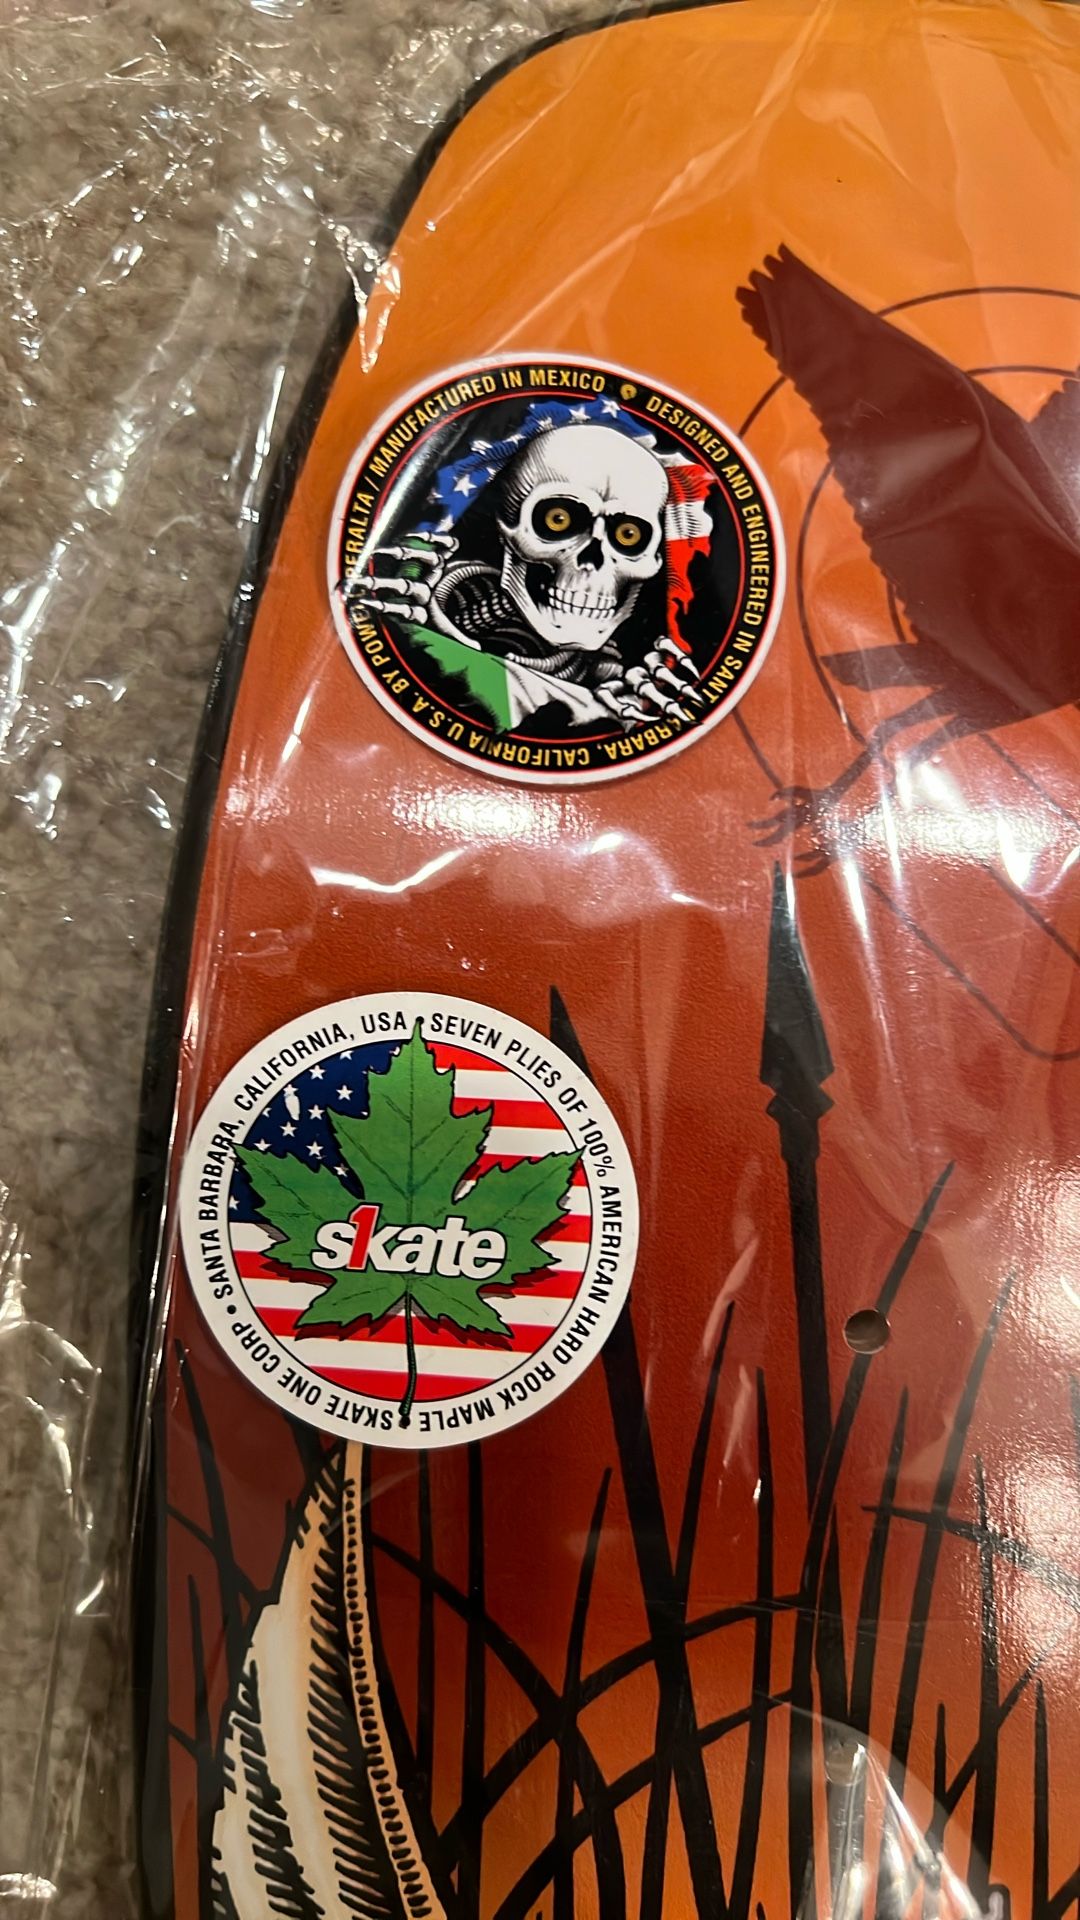 DESIGNED AND ENGINEERED IN SANTA BARBARA, CALIFORNIA U.S.A. BY POWELL PERALTA / MANUFACTURED IN MEXICO
SEVEN PLIES OF 100% AMERICAN HARD ROCK MAPLE
SKATE ONE CORP • SANTA BARBARA, CALIFORNIA, USA •
sk1ate